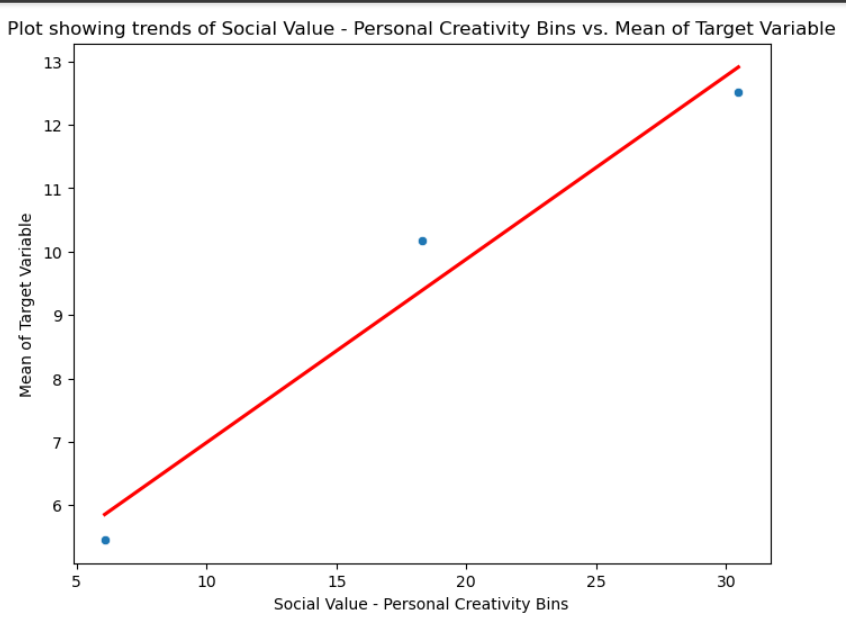 Plot showing trends of Social Value - Personal Creativity Bins vs. Mean of Target Variable
13
12
11
10
9
8
7
6
Mean of Target Variable
5 10 15 20 25 30
Social Value - Personal Creativity Bins